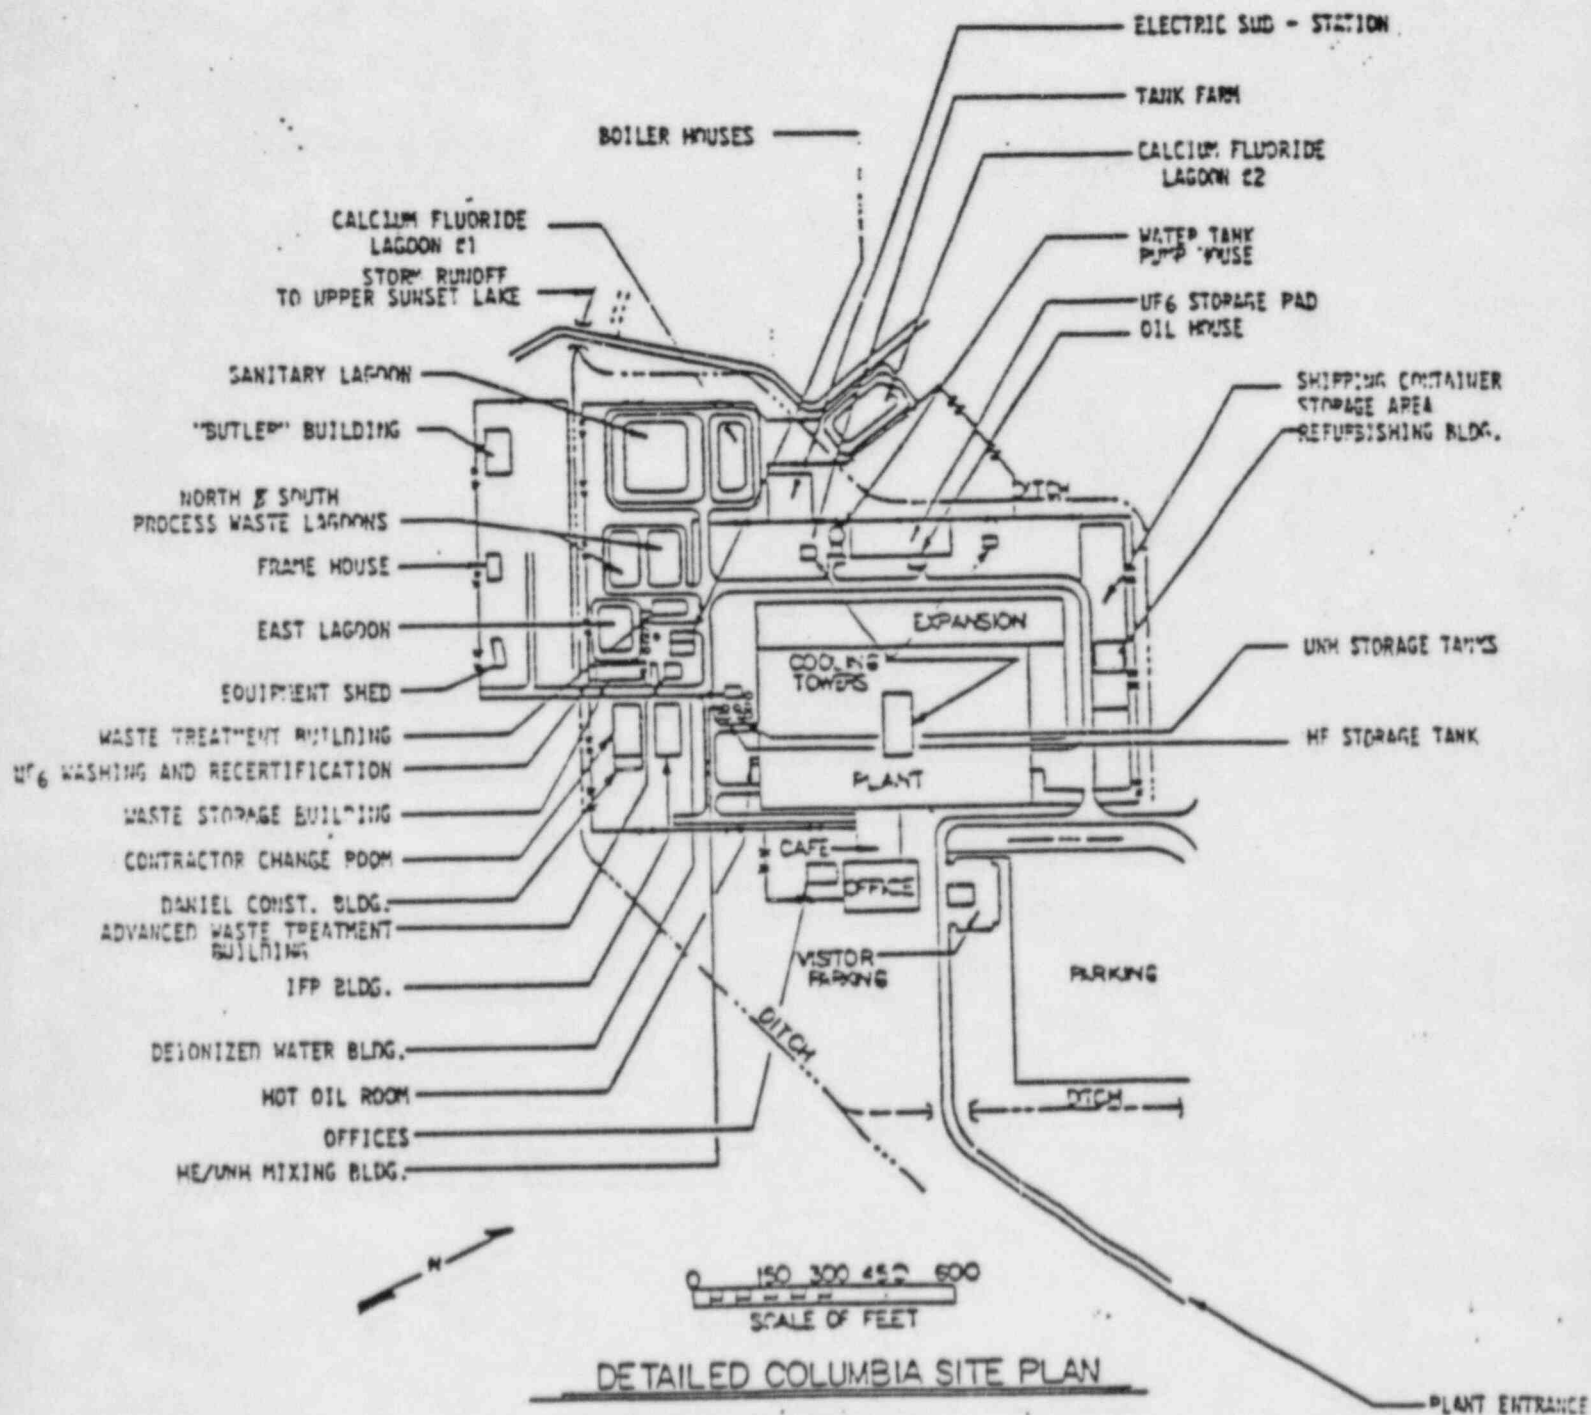 ELECTRIC SUB - STATION
TANK FARM
BOILER HOUSES
CALCIUM FLUORIDE
LAGOON #2
CALCIUM FLUORIDE
LAGOON #1
WATER TANK
PUMP HOUSE
STORM RUNOFF
TO UPPER SUNSET LAKE
UF6 STORAGE PAD
OIL HOUSE
SANITARY LAGOON
SHIPPING CONTAINER
STORAGE AREA
REFURBISHING BLDG.
"BUTLER" BUILDING
NORTH & SOUTH
PROCESS WASTE LAGOONS
DITCH
FRAME HOUSE
EAST LAGOON
EXPANSION
COOLING
TOWERS
UNH STORAGE TANKS
EQUIPMENT SHED
WASTE TREATMENT BUILDING
HF STORAGE TANK
UF6 WASHING AND RECERTIFICATION
PLANT
WASTE STORAGE BUILDING
CONTRACTOR CHANGE ROOM
CAFE
OFFICE
DANIEL CONST. BLDG.
ADVANCED WASTE TREATMENT
BUILDING
VISITOR
PARKING
PARKING
IFP BLDG.
DITCH
DEIONIZED WATER BLDG.
HOT OIL ROOM
DTCH
OFFICES
HE/UNH MIXING BLDG.
N
0 150 300 450 600
SCALE OF FEET
DETAILED COLUMBIA SITE PLAN
PLANT ENTRANCE